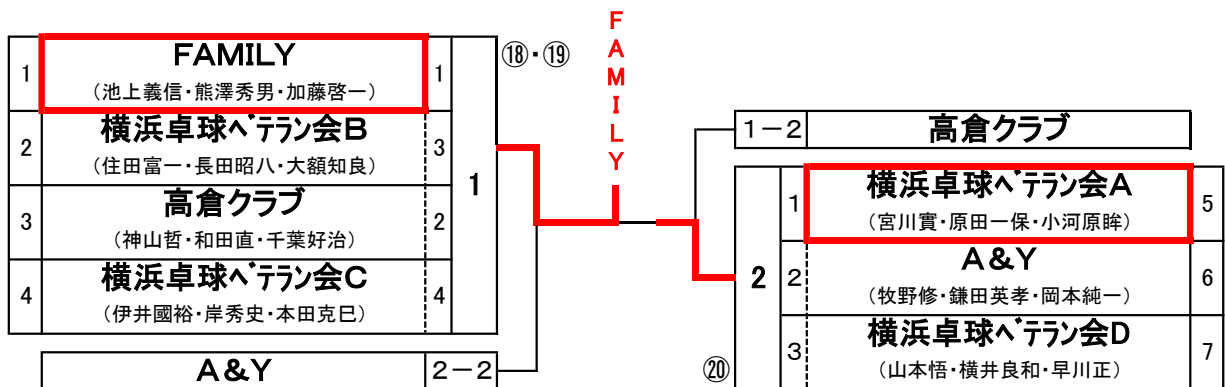 FAMILY
1 FAMILY 1
(池上義信・熊澤秀男・加藤啓一)
2 横浜卓球ベテラン会B 3
(住田富一・長田昭八・大額知良)
3 高倉クラブ 2
(神山哲・和田直・千葉好治)
4 横浜卓球ベテラン会C 4
(伊井國裕・岸秀史・本田克巳)
1
⑱・⑲
A&Y 2-2
1-2 高倉クラブ
2
1 横浜卓球ベテラン会A 5
(宮川實・原田一保・小河原眸)
2 A&Y 6
(牧野修・鎌田英孝・岡本純一)
3 横浜卓球ベテラン会D 7
(山本悟・横井良和・早川正)
⑳